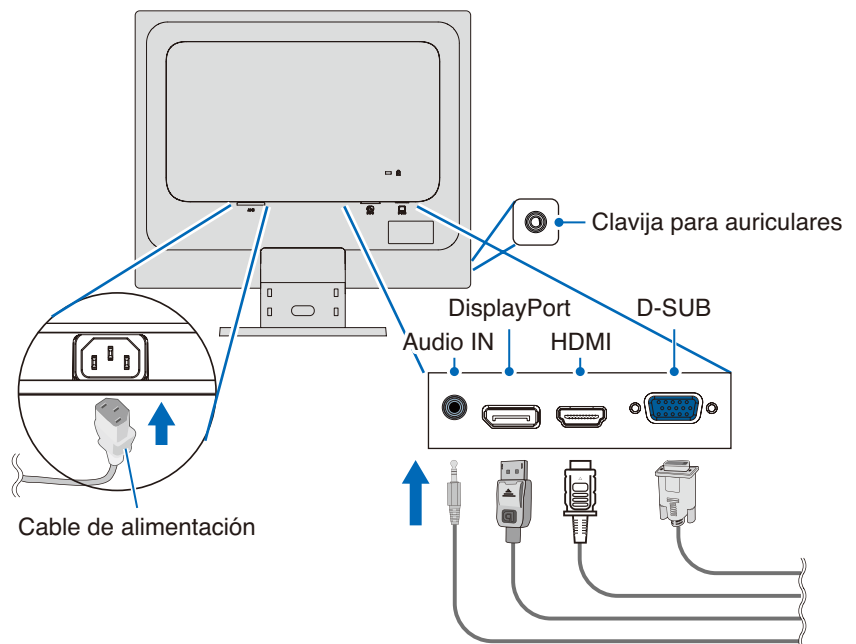 Clavija para auriculares
DisplayPort
D-SUB
Audio IN
HDMI
Cable de alimentación